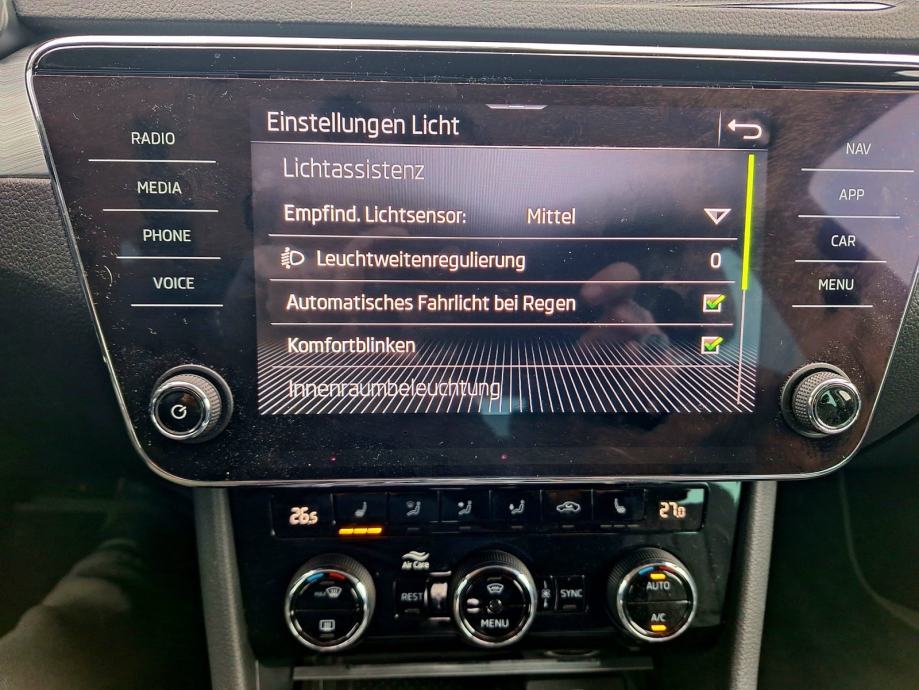 Einstellungen Licht
RADIO
MEDIA
PHONE
VOICE
Lichtassistenz
Empfind. Lichtsensor: Mittel
Leuchtweitenregulierung 0
Automatisches Fahrlicht bei Regen
Komfortblinken
Innenraumbeleuchtung
NAV
APP
CAR
MENU
26.5
27.0
Air Care
REST
MENU
SYNC
AUTO
A/C